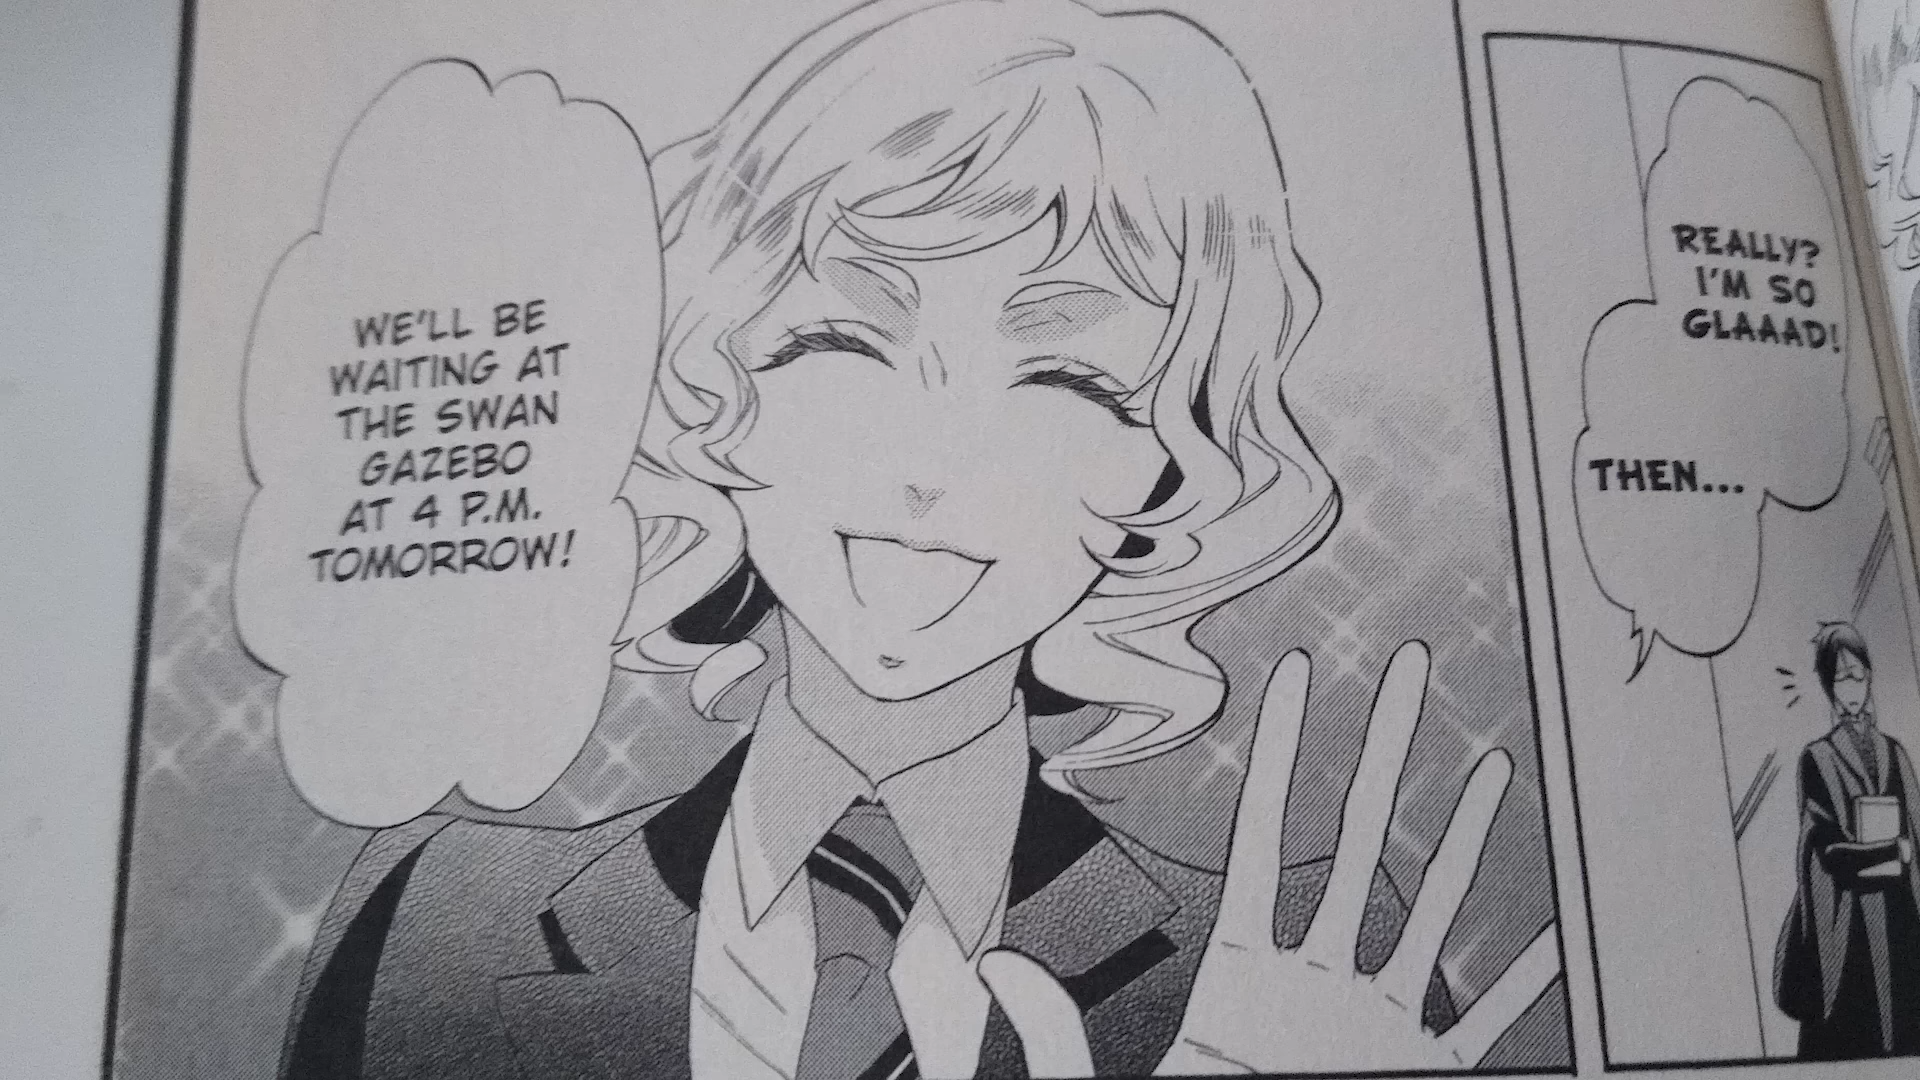 REALLY?
I'M SO
GLAAAD!
THEN...
WE'LL BE
WAITING AT
THE SWAN
GAZEBO
AT 4 P.M.
TOMORROW!